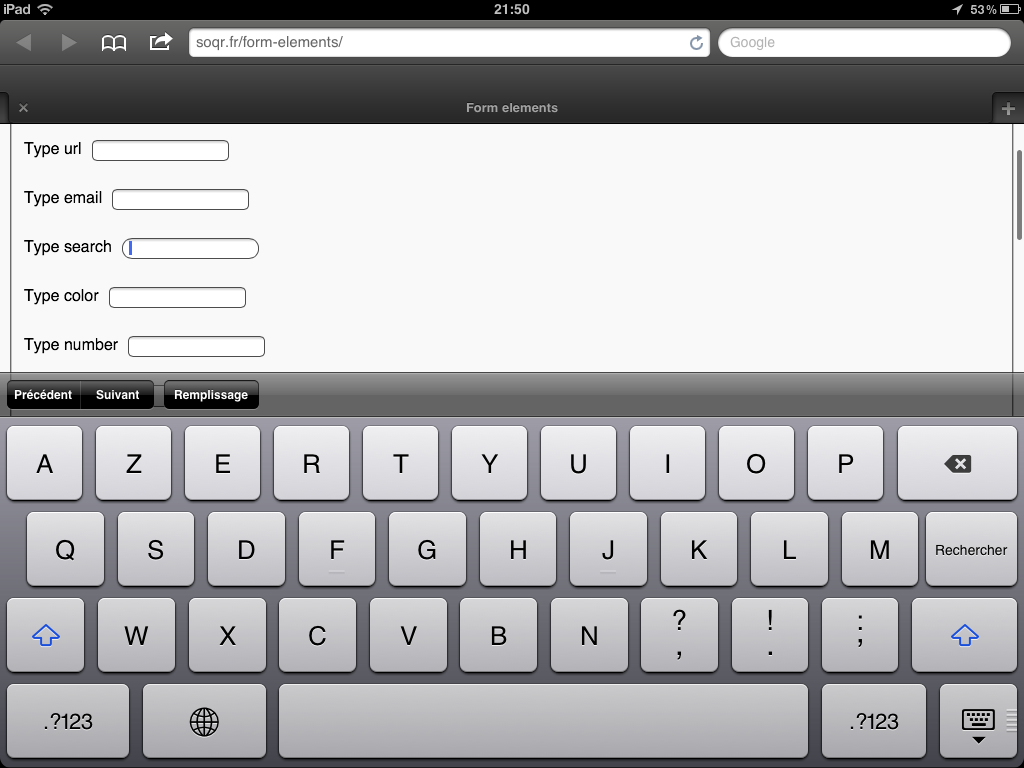 iPad 21:50 53%
soqr.fr/form-elements/ Google
Form elements
Type url
Type email
Type search
Type color
Type number
Précédent Suivant Remplissage
A Z E R T Y U I O P
Q S D F G H J K L M Rechercher
W X C V B N ? , ! . : ;
.?123 .?123